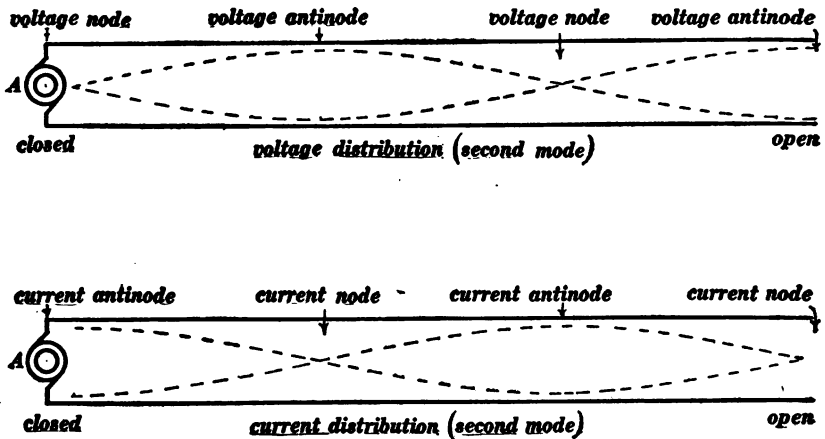 voltage node voltage antinode voltage node voltage antinode
A
closed open
voltage distribution (second mode)
current antinode current node current antinode current node
A
closed open
current distribution (second mode)